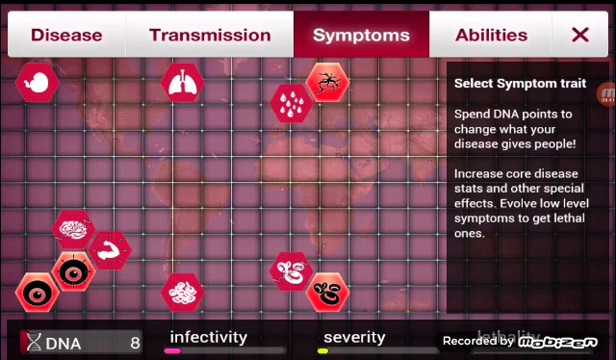 Disease
Transmission
Symptoms
Abilities
Select Symptom trait
Spend DNA points to
change what your
disease gives people!
Increase core disease
stats and other special
effects. Evolve low level
symptoms to get lethal
ones.
DNA 8
infectivity
severity
lethality
Recorded by mobizen